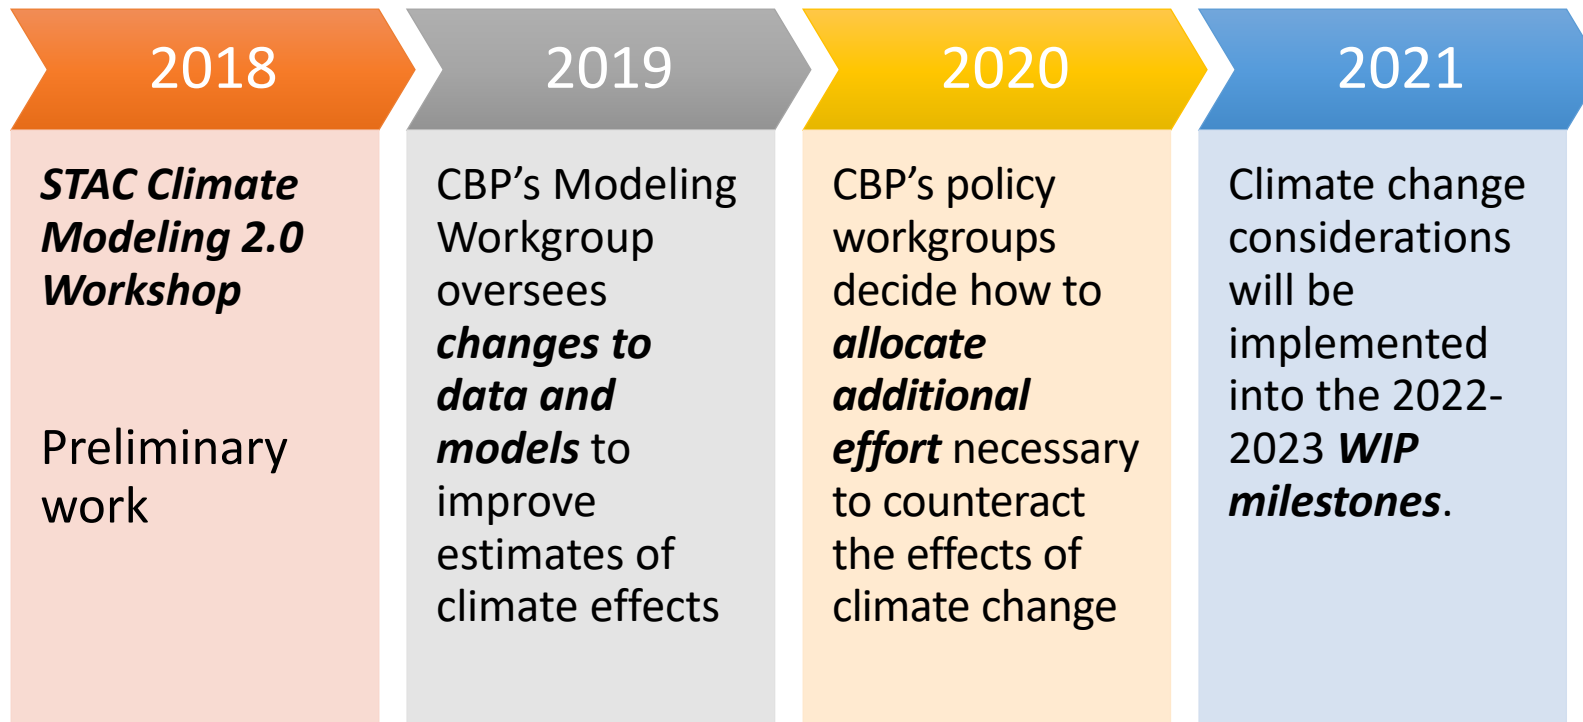 2018
STAC Climate
Modeling 2.0
Workshop
Preliminary
work
2019
CBP's Modeling
Workgroup
oversees
changes to
data and
models to
improve
estimates of
climate effects
2020
CBP's policy
workgroups
decide how to
allocate
additional
effort necessary
to counteract
the effects of
climate change
2021
Climate change
considerations
will be
implemented
into the 2022-
2023 WIP
milestones.